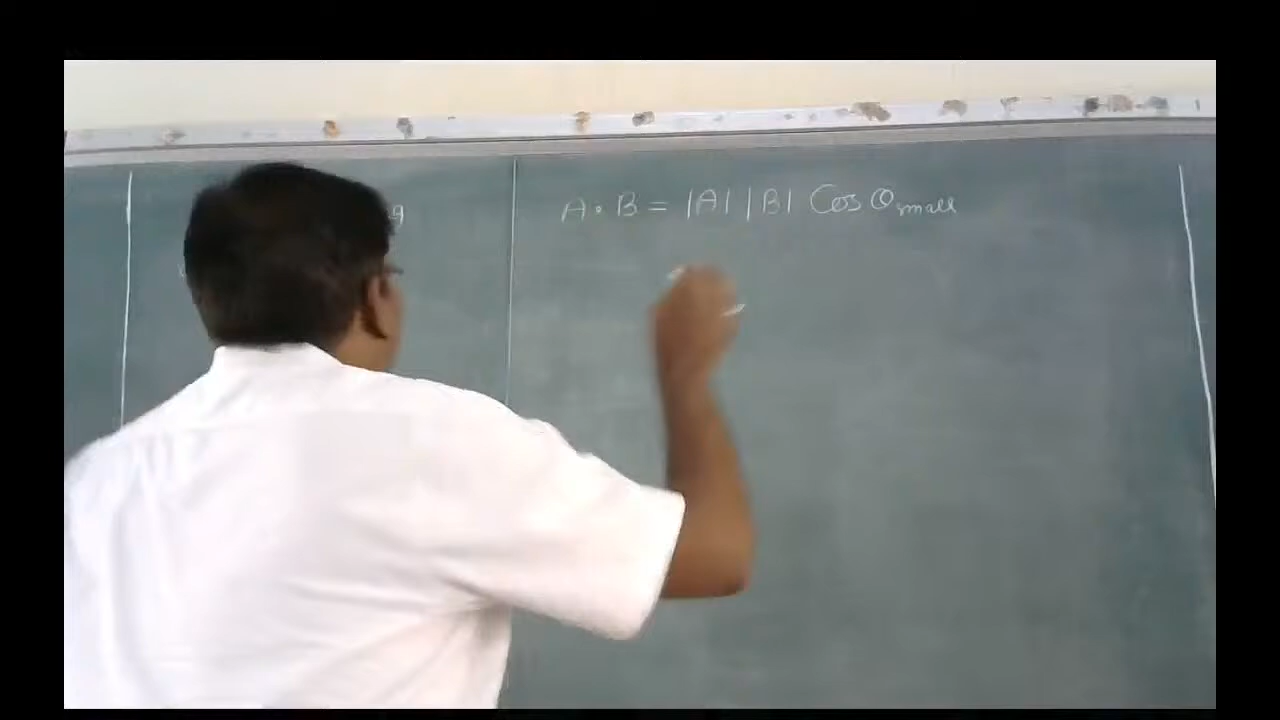 A • B = |A| |B| Cos θsmall